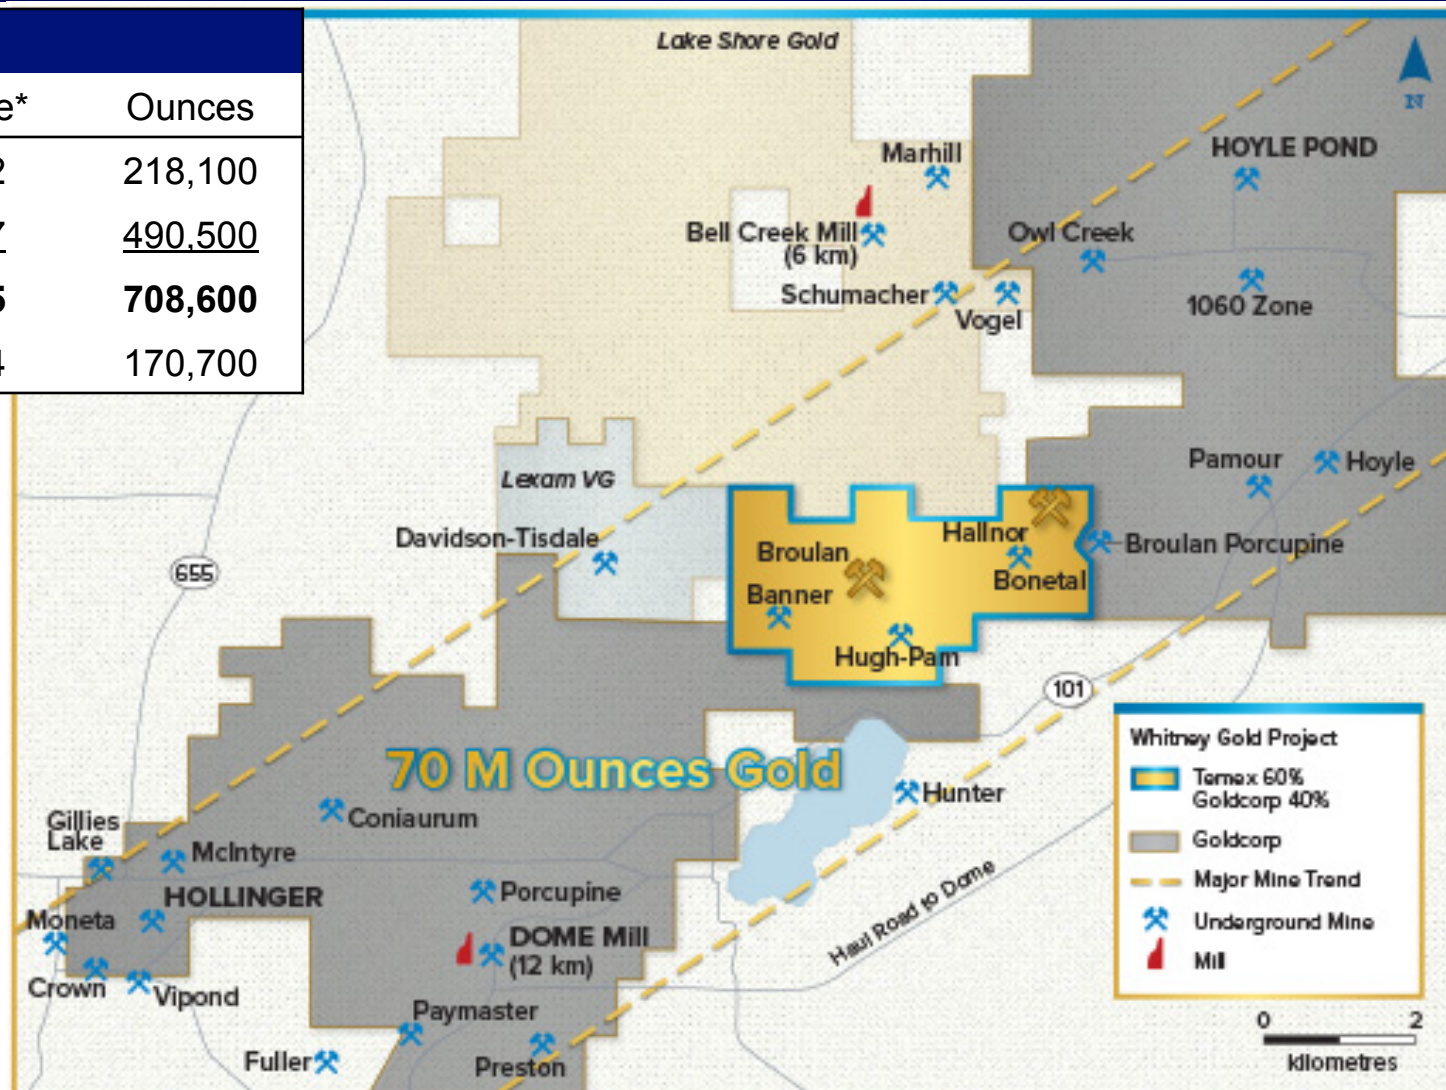 e* Ounces
2 218,100
7 490,500
5 708,600
4 170,700
Lake Shore Gold
N
Marhill
HOYLE POND
Bell Creek Mill
(6 km)
Owl Creek
Schumacher
Vogel
1060 Zone
Lexam VG
Pamour
Hoyle
Davidson-Tisdale
Hallnor
Broulan
Broulan Porcupine
655
Banner
Bonetal
Hugh-Pam
101
70 M Ounces Gold
Hunter
Gillies
Lake
Coniaurum
McIntyre
HOLLINGER
Porcupine
Moneta
DOME Mill
(12 km)
Haul Road to Dome
Crown
Vipond
Paymaster
Fuller
Preston
Whitney Gold Project
Temex 60%
Goldcorp 40%
Goldcorp
Major Mine Trend
Underground Mine
Mill
0 2
kilometres